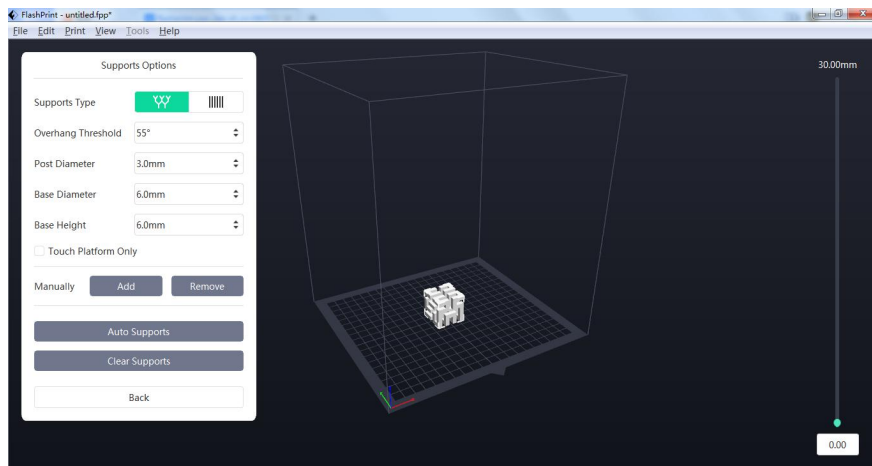 FlashPrint - untitled.fpp*
File Edit Print View Tools Help
Supports Options
30.00mm
Supports Type
Overhang Threshold 55°
Post Diameter 3.0mm
Base Diameter 6.0mm
Base Height 6.0mm
Touch Platform Only
Manually Add Remove
Auto Supports
Clear Supports
Back
0.00